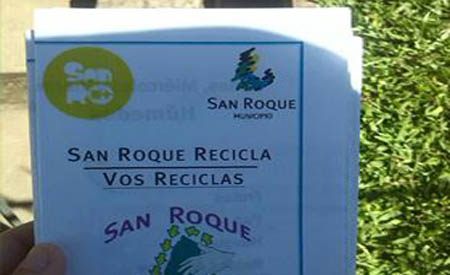 San
RO
SAN ROQUE
MUNICIPIO
SAN ROQUE RECICLA
VOS RECICLAS
SAN ROQUE